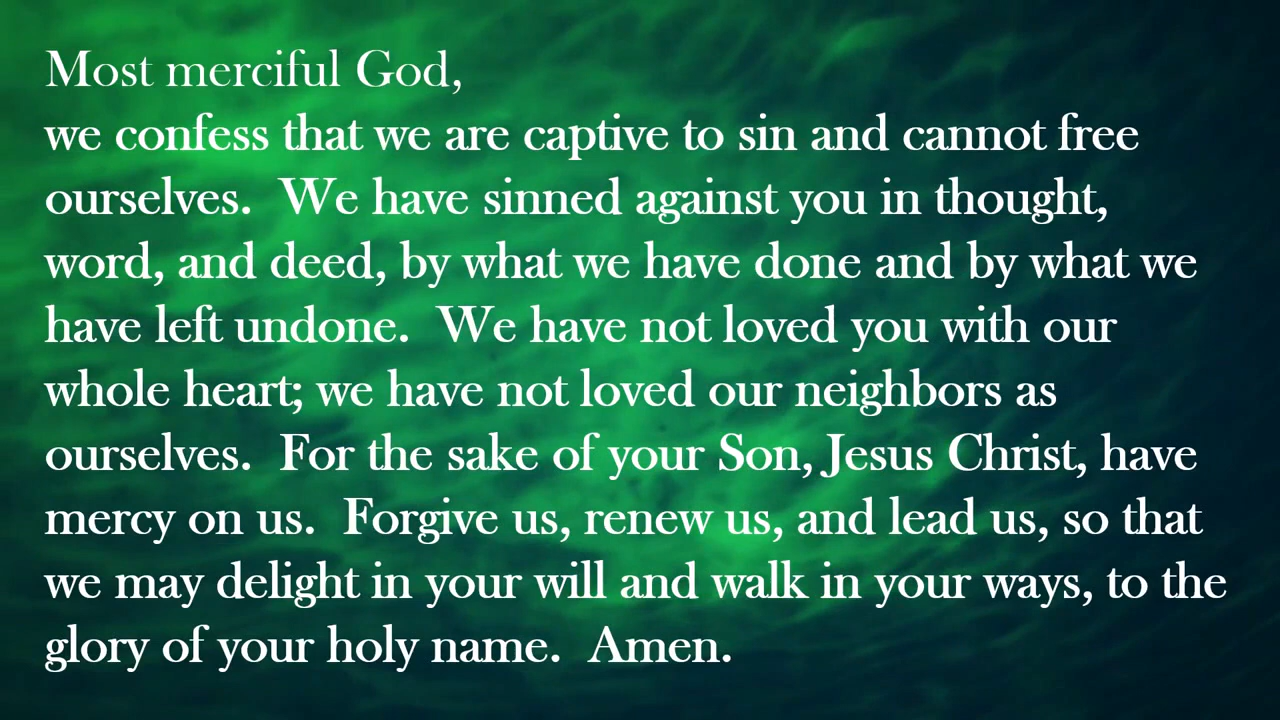 Most merciful God,
we confess that we are captive to sin and cannot free
ourselves.  We have sinned against you in thought,
word, and deed, by what we have done and by what we
have left undone.  We have not loved you with our
whole heart; we have not loved our neighbors as
ourselves.  For the sake of your Son, Jesus Christ, have
mercy on us.  Forgive us, renew us, and lead us, so that
we may delight in your will and walk in your ways, to the
glory of your holy name.  Amen.